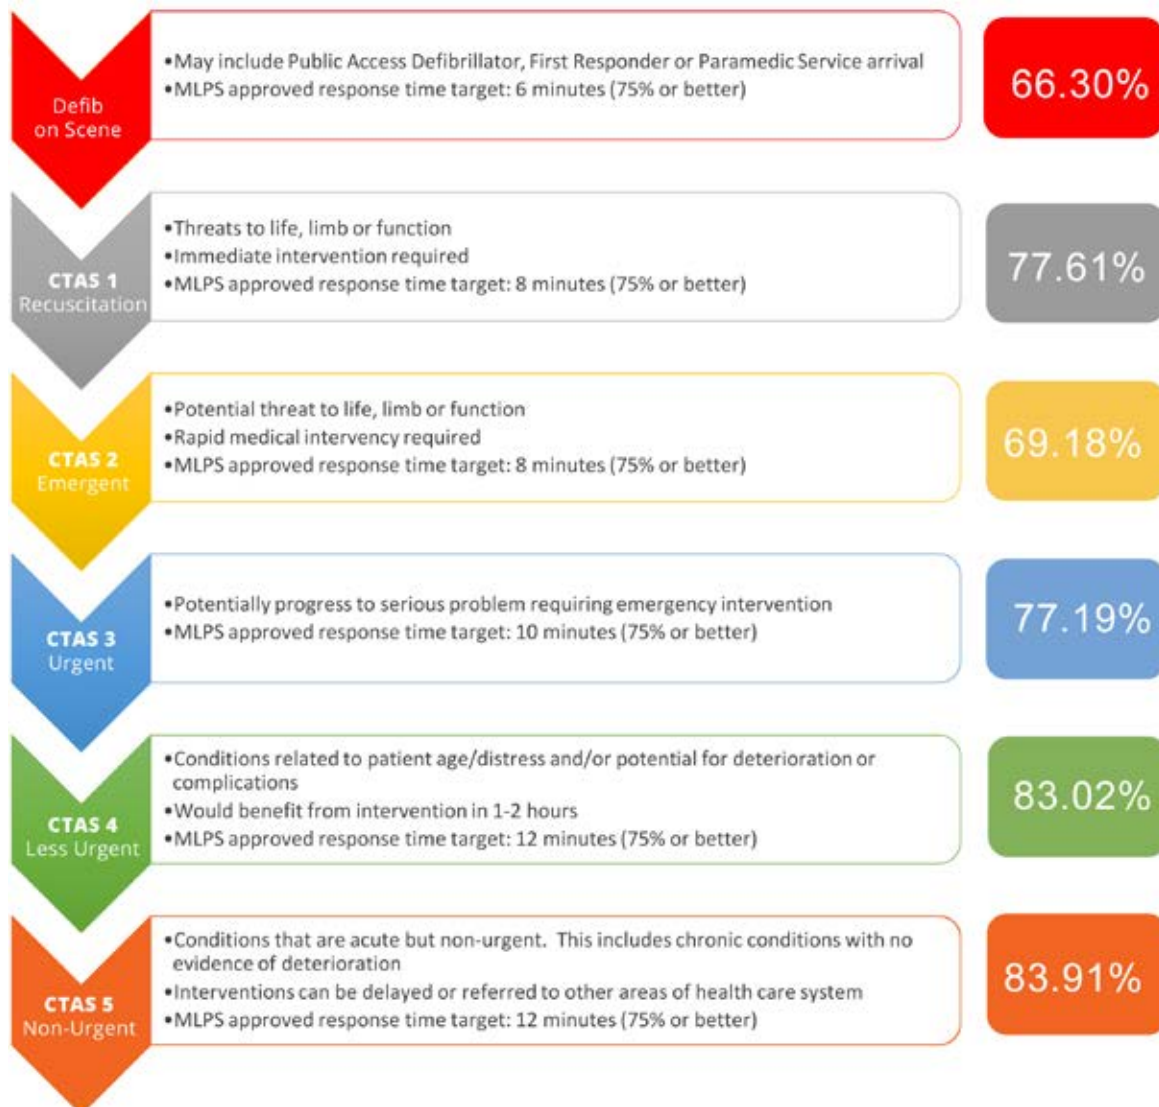 •May include Public Access Defibrillator, First Responder or Paramedic Service arrival
•MLPS approved response time target: 6 minutes (75% or better)
Defib
on Scene
66.30%
•Threats to life, limb or function
•Immediate intervention required
•MLPS approved response time target: 8 minutes (75% or better)
CTAS 1
Recuscitation
77.61%
•Potential threat to life, limb or function
•Rapid medical intervency required
•MLPS approved response time target: 8 minutes (75% or better)
CTAS 2
Emergent
69.18%
•Potentially progress to serious problem requiring emergency intervention
•MLPS approved response time target: 10 minutes (75% or better)
CTAS 3
Urgent
77.19%
•Conditions related to patient age/distress and/or potential for deterioration or
complications
•Would benefit from intervention in 1-2 hours
•MLPS approved response time target: 12 minutes (75% or better)
CTAS 4
Less Urgent
83.02%
•Conditions that are acute but non-urgent. This includes chronic conditions with no
evidence of deterioration
•Interventions can be delayed or referred to other areas of health care system
•MLPS approved response time target: 12 minutes (75% or better)
CTAS 5
Non-Urgent
83.91%